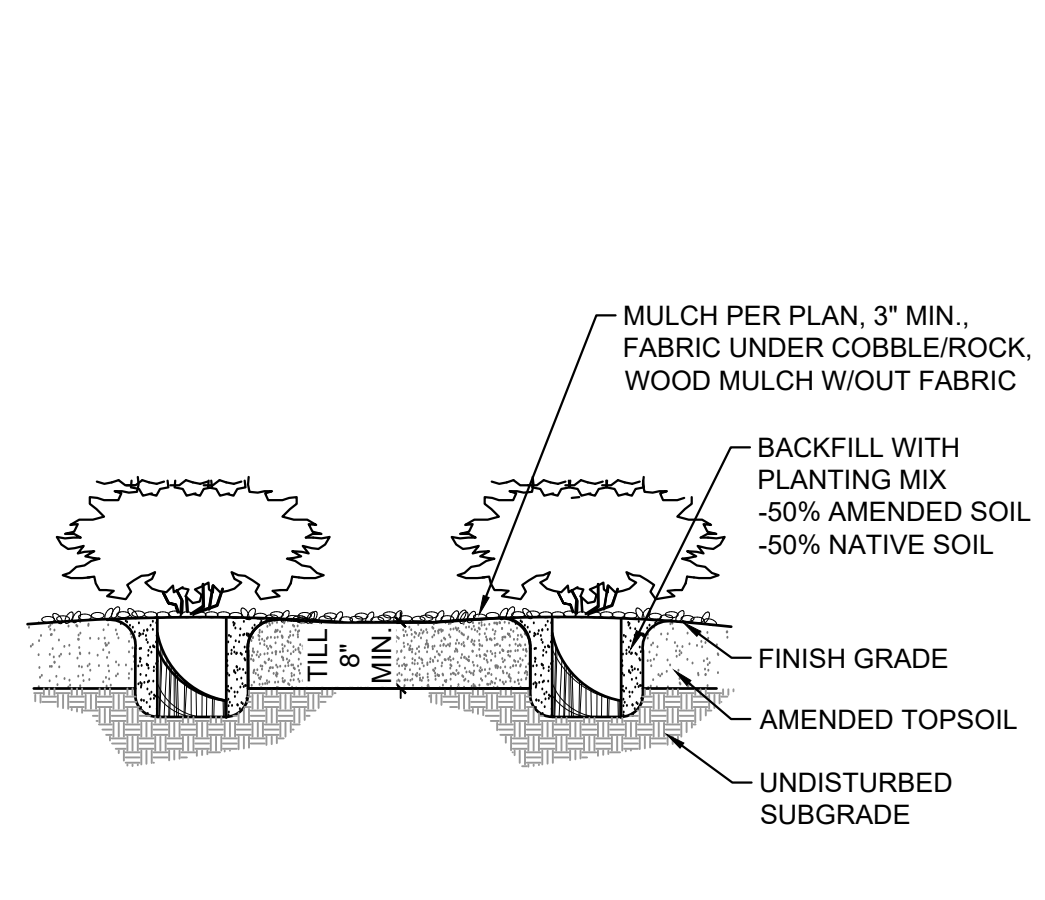 MULCH PER PLAN, 3" MIN.,
FABRIC UNDER COBBLE/ROCK,
WOOD MULCH W/OUT FABRIC
BACKFILL WITH
PLANTING MIX
-50% AMENDED SOIL
-50% NATIVE SOIL
TILL
8"
MIN.
FINISH GRADE
AMENDED TOPSOIL
UNDISTURBED
SUBGRADE